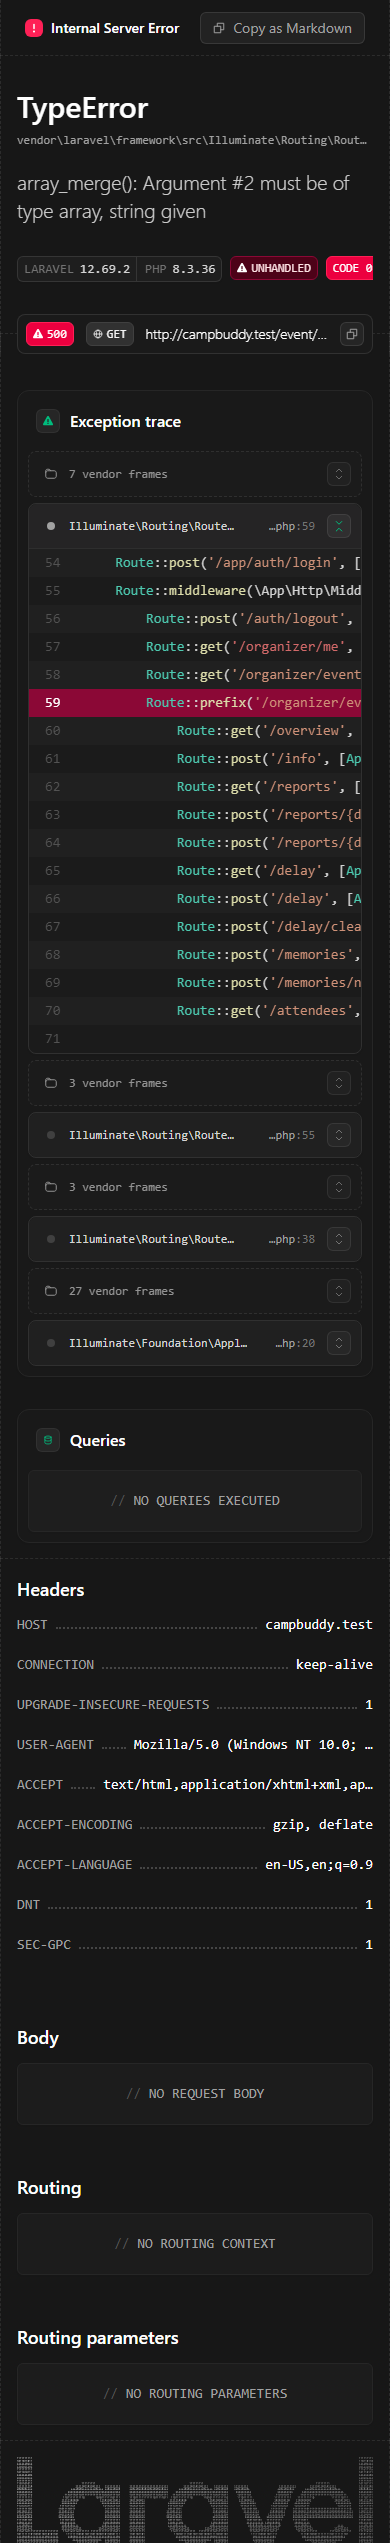 Internal Server Error
Copy as Markdown
TypeError
vendor\laravel\framework\src\Illuminate\Routing\Rout…
array_merge(): Argument #2 must be of
type array, string given
LARAVEL 12.69.2 PHP 8.3.36 UNHANDLED CODE 0
500 GET http://campbuddy.test/event/...
Exception trace
7 vendor frames
Illuminate\Routing\Route… …php:59
54 Route::post('/app/auth/login', [
55 Route::middleware(\App\Http\Midd
56 Route::post('/auth/logout',
57 Route::get('/organizer/me',
58 Route::get('/organizer/event
59 Route::prefix('/organizer/ev
60 Route::get('/overview',
61 Route::post('/info', [Ap
62 Route::get('/reports', [
63 Route::post('/reports/{d
64 Route::post('/reports/{d
65 Route::get('/delay', [Ap
66 Route::post('/delay', [A
67 Route::post('/delay/clea
68 Route::post('/memories',
69 Route::post('/memories/n
70 Route::get('/attendees',
71
3 vendor frames
Illuminate\Routing\Route… …php:55
3 vendor frames
Illuminate\Routing\Route… …php:38
27 vendor frames
Illuminate\Foundation\Appl… …hp:20
Queries
// NO QUERIES EXECUTED
Headers
HOST campbuddy.test
CONNECTION keep-alive
UPGRADE-INSECURE-REQUESTS 1
USER-AGENT Mozilla/5.0 (Windows NT 10.0; …
ACCEPT text/html,application/xhtml+xml,ap…
ACCEPT-ENCODING gzip, deflate
ACCEPT-LANGUAGE en-US,en;q=0.9
DNT 1
SEC-GPC 1
Body
// NO REQUEST BODY
Routing
// NO ROUTING CONTEXT
Routing parameters
// NO ROUTING PARAMETERS
Laravel